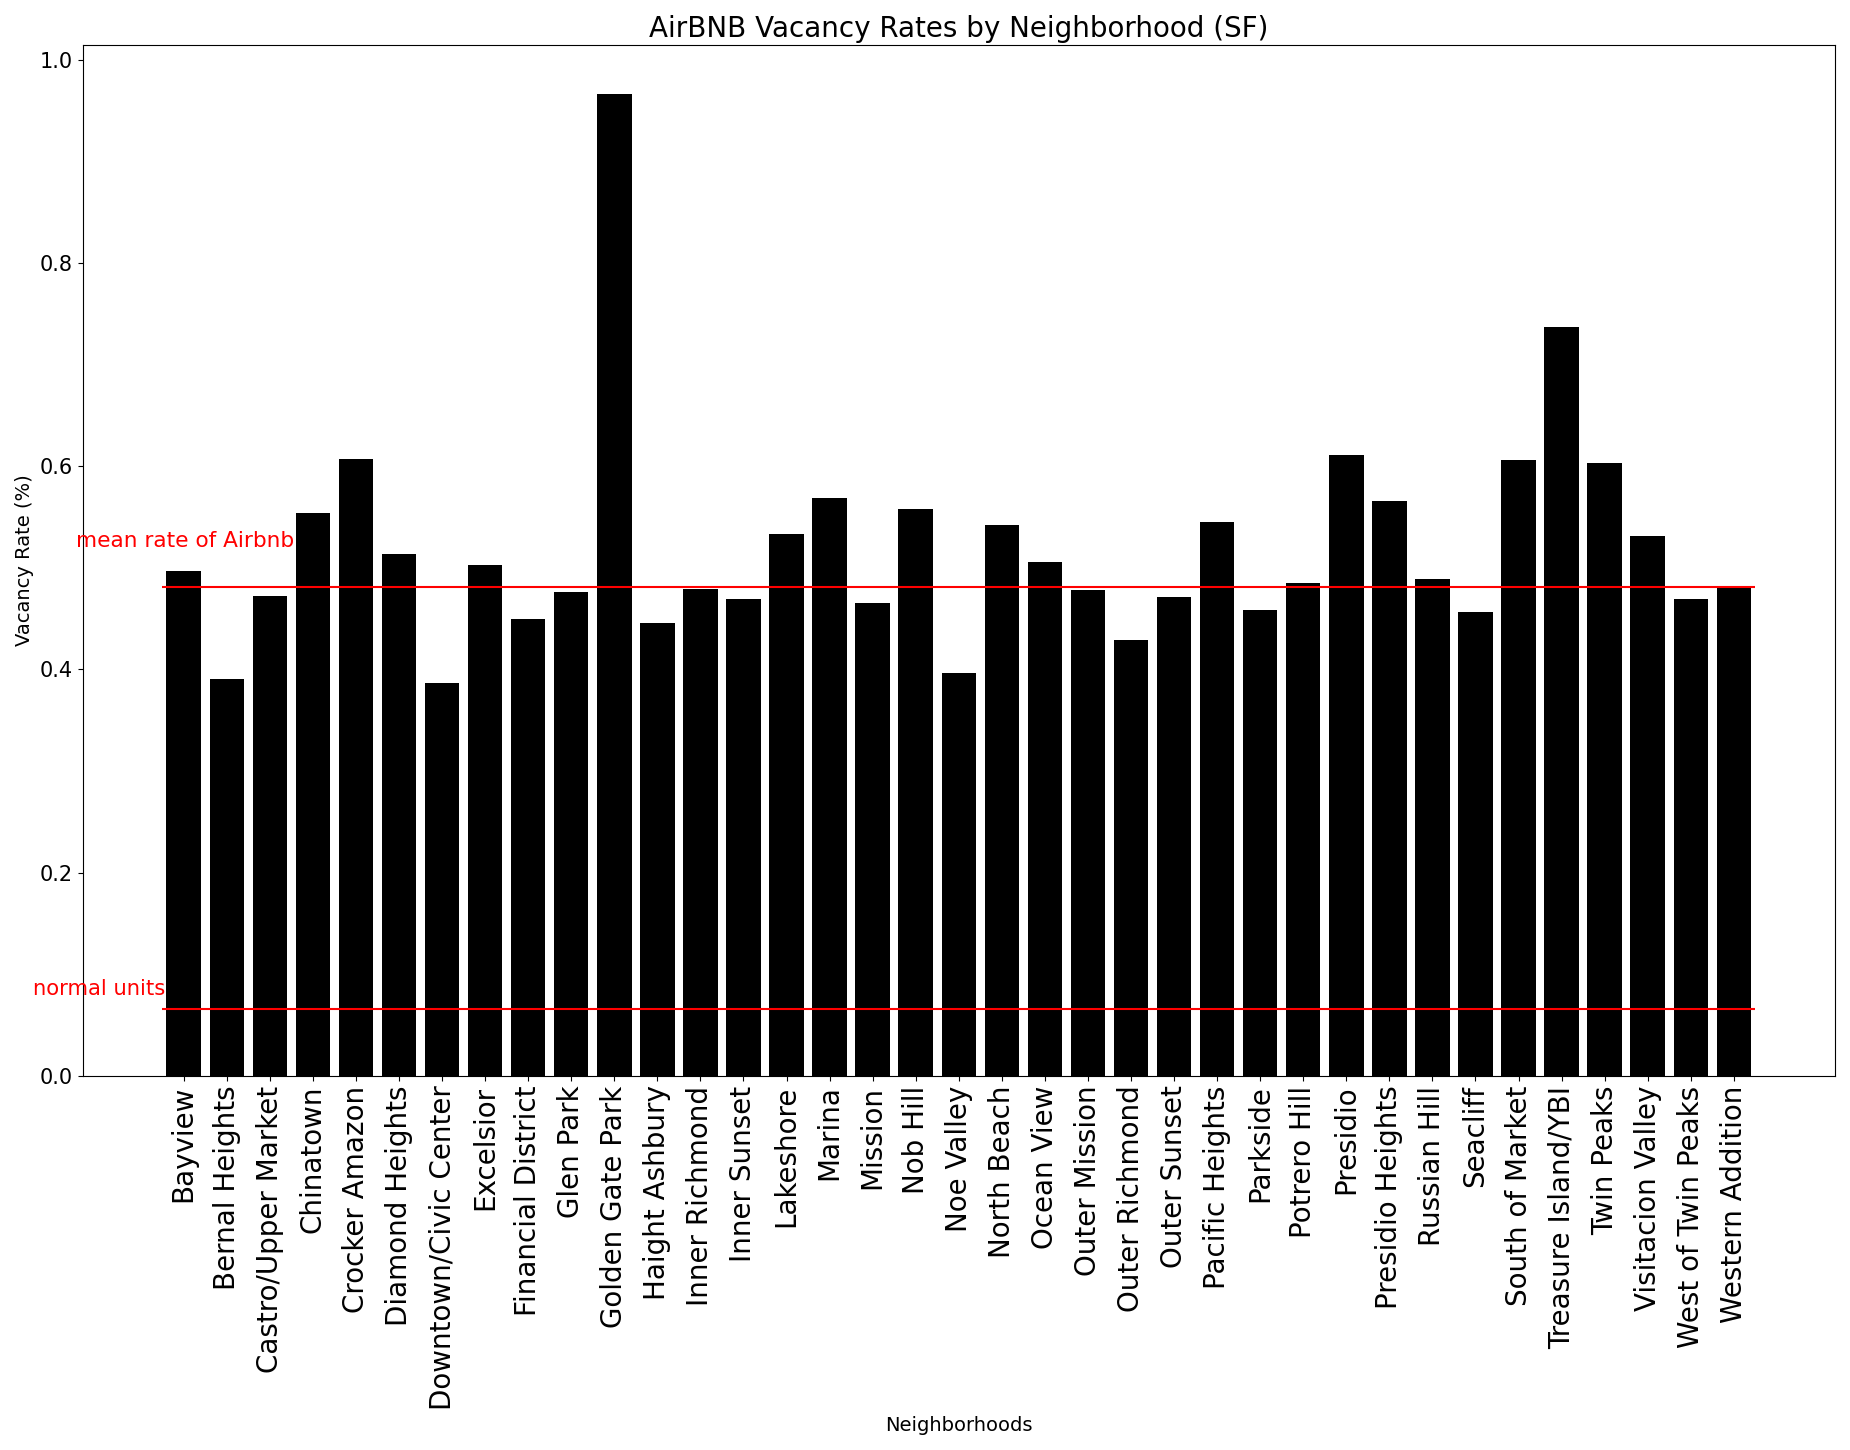 AirBNB Vacancy Rates by Neighborhood (SF)
1.0
0.8
0.6
0.4
0.2
0.0
Vacancy Rate (%)
mean rate of Airbnb
normal units
Bayview
Bernal Heights
Castro/Upper Market
Chinatown
Crocker Amazon
Diamond Heights
Downtown/Civic Center
Excelsior
Financial District
Glen Park
Golden Gate Park
Haight Ashbury
Inner Richmond
Inner Sunset
Lakeshore
Marina
Mission
Nob Hill
Noe Valley
North Beach
Ocean View
Outer Mission
Outer Richmond
Outer Sunset
Pacific Heights
Parkside
Potrero Hill
Presidio
Presidio Heights
Russian Hill
Seacliff
South of Market
Treasure Island/YBI
Twin Peaks
Visitacion Valley
West of Twin Peaks
Western Addition
Neighborhoods